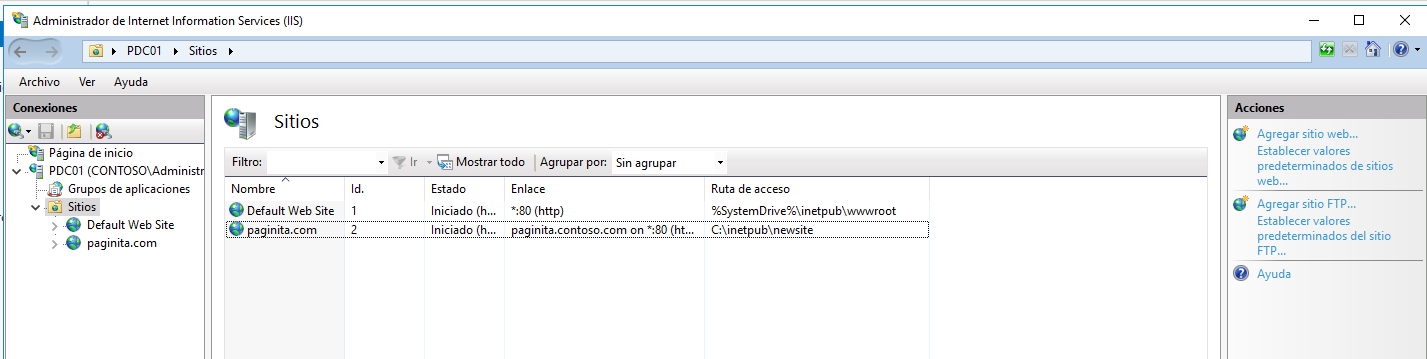 Administrador de Internet Information Services (IIS)
PDC01 Sitios
Archivo Ver Ayuda
Conexiones
Página de inicio
PDC01 (CONTOSO\Administr
Grupos de aplicaciones
Sitios
Default Web Site
paginita.com
Sitios
Filtro: Ir Mostrar todo Agrupar por: Sin agrupar
Nombre Id. Estado Enlace Ruta de acceso
Default Web Site 1 Iniciado (h... *:80 (http) %SystemDrive%\inetpub\wwwroot
paginita.com 2 Iniciado (h... paginita.contoso.com on *:80 (ht... C:\inetpub\newsite
Acciones
Agregar sitio web...
Establecer valores
predeterminados de sitios
web...
Agregar sitio FTP...
Establecer valores
predeterminados del sitio
FTP...
Ayuda